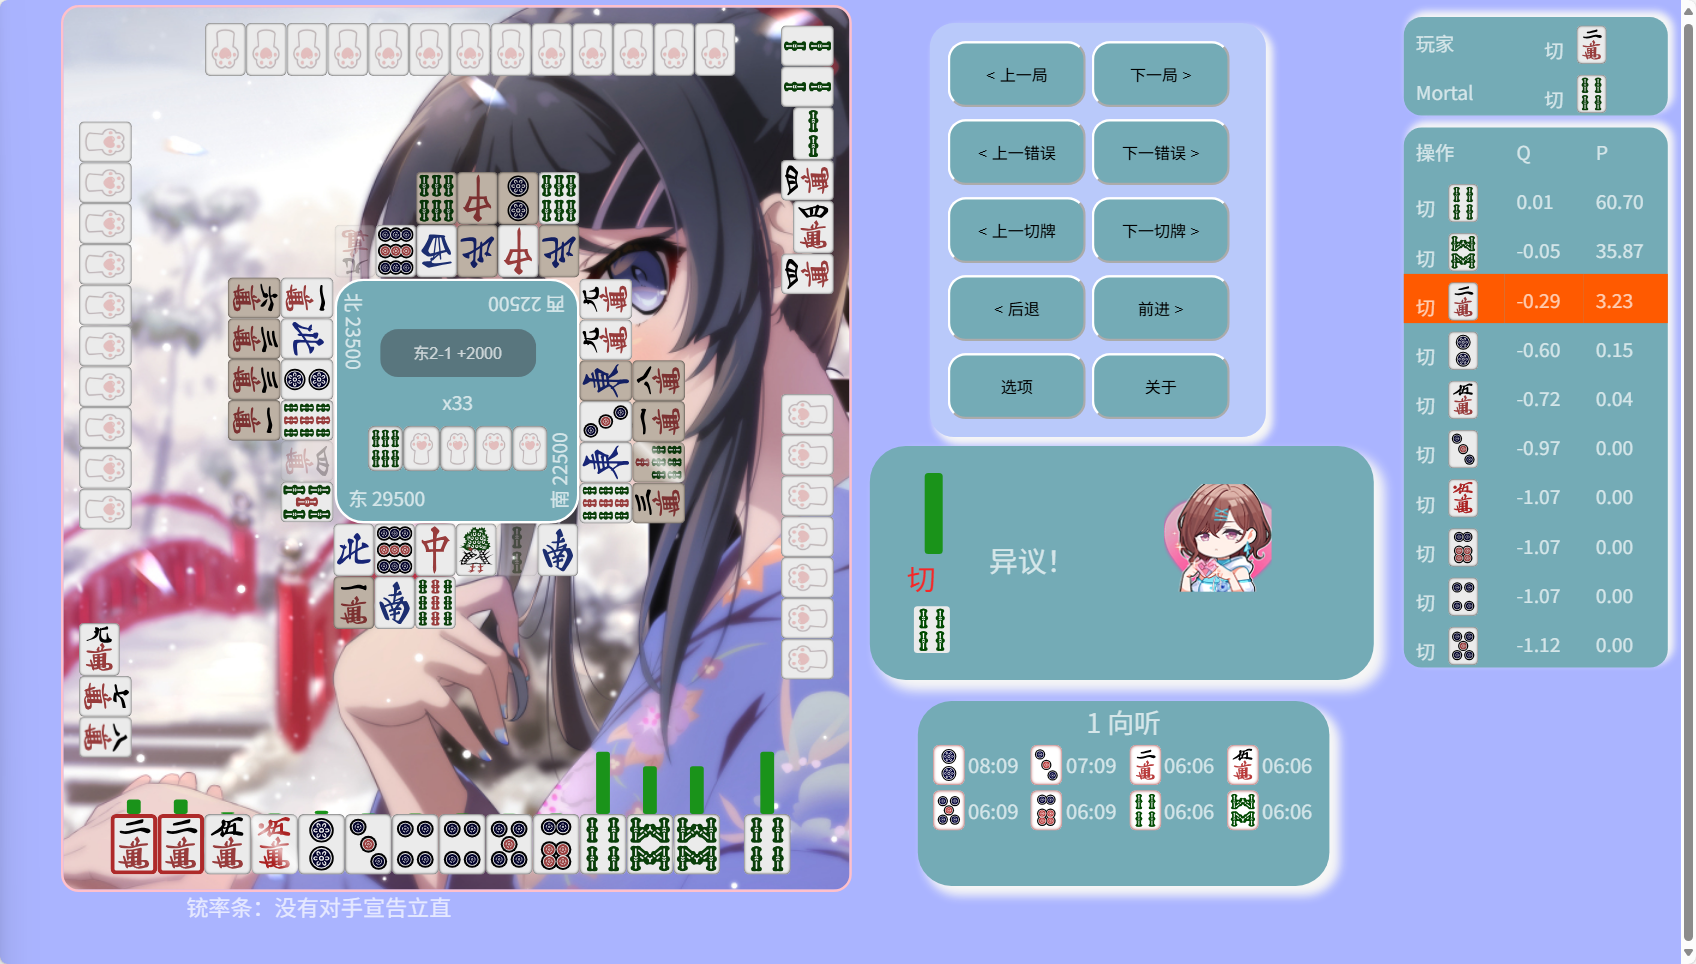 北 23500
西 22500
东2-1 +2000
x33
东 29500
南 22500
铳率条：没有对手宣告立直
< 上一局
下一局 >
< 上一错误
下一错误 >
< 上一切牌
下一切牌 >
< 后退
前进 >
选项
关于
切
异议！
1 向听
08:09
07:09
06:06
06:06
06:09
06:09
06:06
06:06
玩家 切
Mortal 切
操作 Q P
切 0.01 60.70
切 -0.05 35.87
切 -0.29 3.23
切 -0.60 0.15
切 -0.72 0.04
切 -0.97 0.00
切 -1.07 0.00
切 -1.07 0.00
切 -1.07 0.00
切 -1.12 0.00